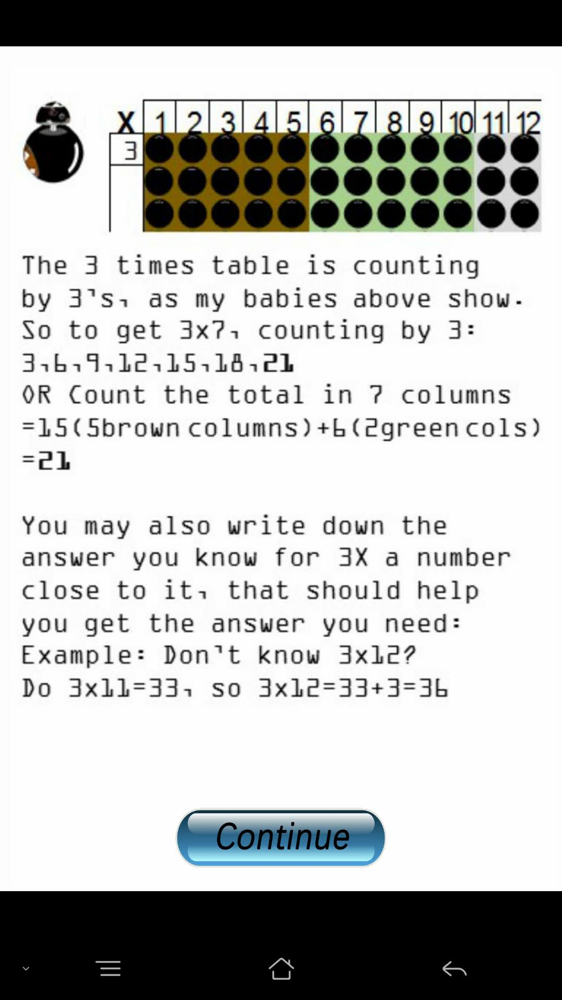 X 1 2 3 4 5 6 7 8 9 10 11 12
3
The 3 times table is counting
by 3's, as my babies above show.
So to get 3x7, counting by 3:
3,6,9,12,15,18,21
OR Count the total in 7 columns
=15(5brown columns)+6(2green cols)
=21
You may also write down the
answer you know for 3X a number
close to it, that should help
you get the answer you need:
Example: Don't know 3x12?
Do 3x11=33, so 3x12=33+3=36
Continue